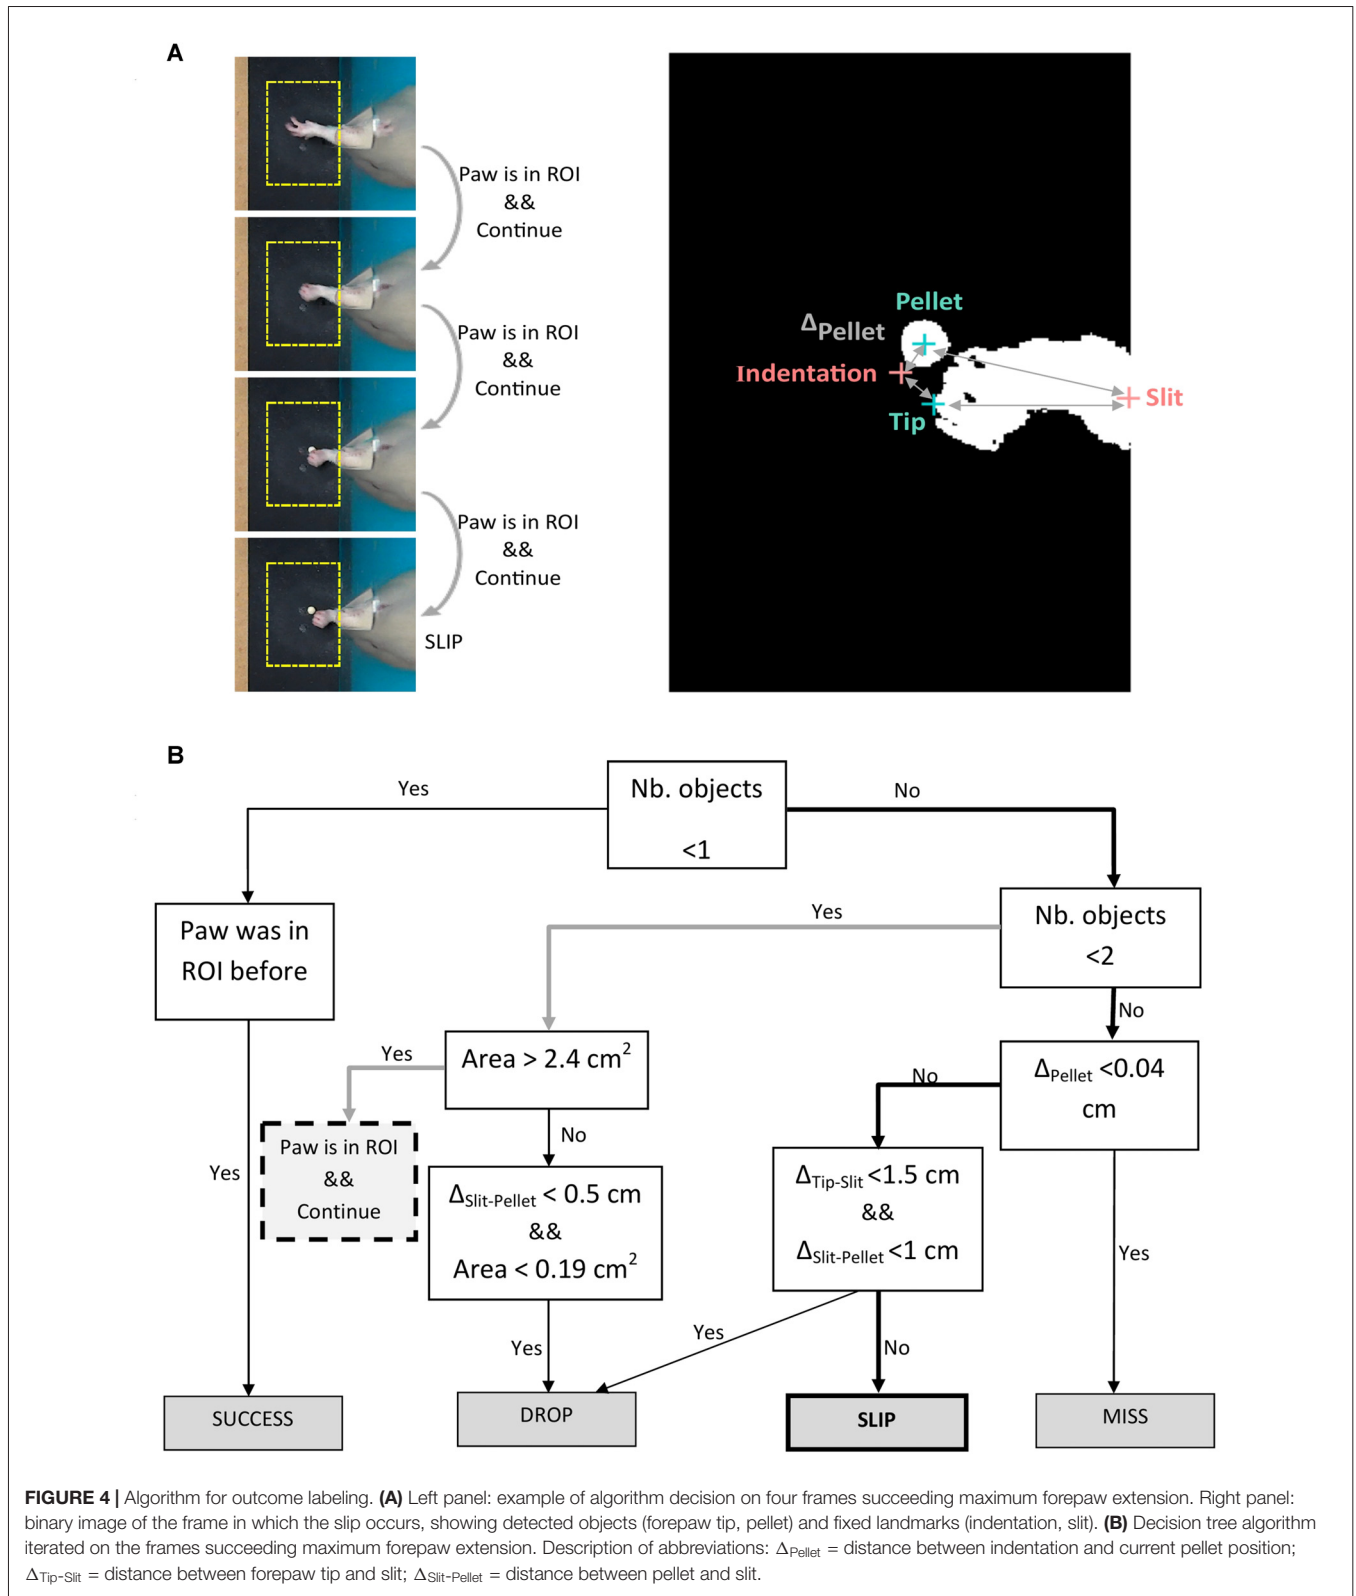 A
Paw is in ROI
&&
Continue
Paw is in ROI
&&
Continue
Paw is in ROI
&&
Continue
SLIP
Pellet
ΔPellet
Indentation
Slit
Tip
B
Yes
Nb. objects
<1
No
Paw was in
ROI before
Yes
Nb. objects
<2
No
Yes
Area > 2.4 cm²
No
ΔPellet <0.04
cm
Paw is in ROI
&&
Continue
No
Yes
ΔSlit-Pellet < 0.5 cm
&&
Area < 0.19 cm²
ΔTip-Slit <1.5 cm
&&
ΔSlit-Pellet <1 cm
Yes
Yes
Yes
No
SUCCESS
DROP
SLIP
MISS
FIGURE 4 | Algorithm for outcome labeling. (A) Left panel: example of algorithm decision on four frames succeeding maximum forepaw extension. Right panel:
binary image of the frame in which the slip occurs, showing detected objects (forepaw tip, pellet) and fixed landmarks (indentation, slit). (B) Decision tree algorithm
iterated on the frames succeeding maximum forepaw extension. Description of abbreviations: ΔPellet = distance between indentation and current pellet position;
ΔTip-Slit = distance between forepaw tip and slit; ΔSlit-Pellet = distance between pellet and slit.